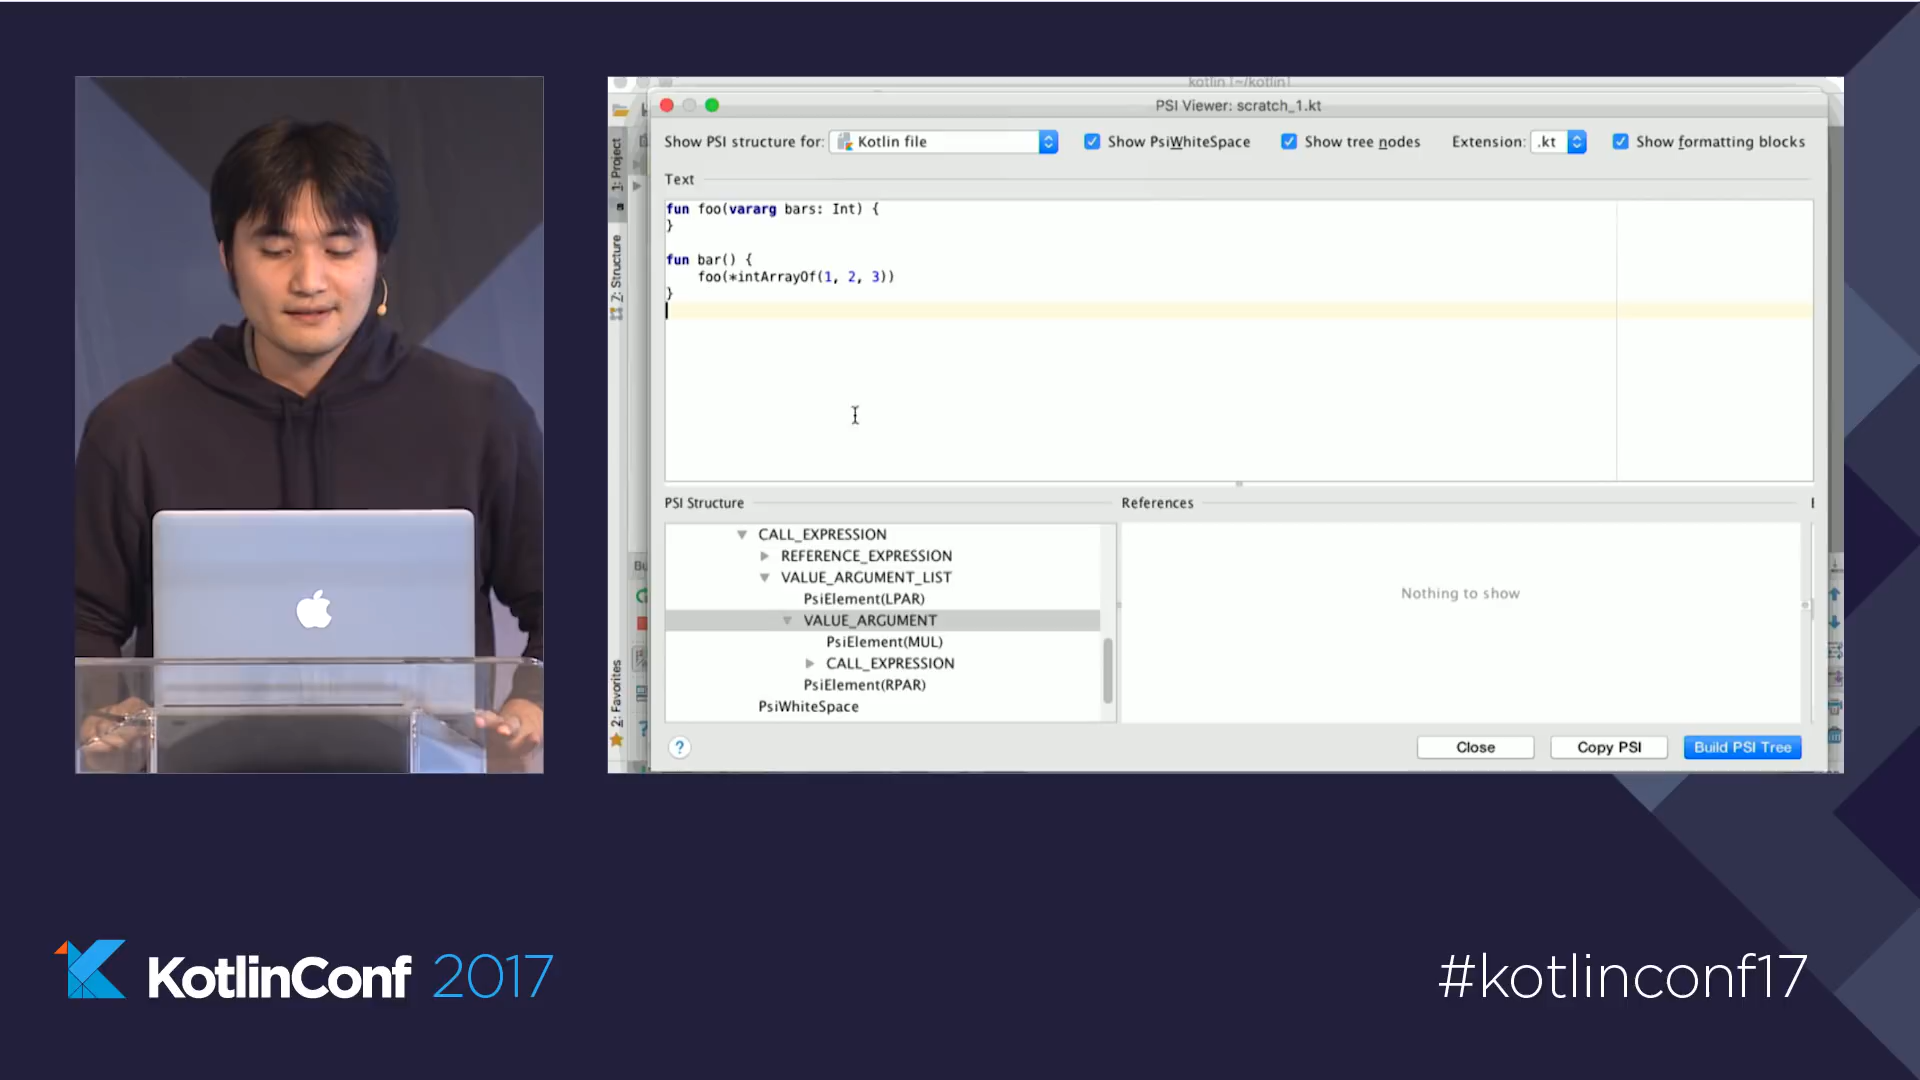 kotlin [~/kotlin]
PSI Viewer: scratch_1.kt
Show PSI structure for: Kotlin file Show PsiWhiteSpace Show tree nodes Extension: .kt Show formatting blocks
1: Project
7: Structure
2: Favorites
Text
fun foo(vararg bars: Int) {
}
fun bar() {
foo(*intArrayOf(1, 2, 3))
}
PSI Structure
CALL_EXPRESSION
REFERENCE_EXPRESSION
VALUE_ARGUMENT_LIST
PsiElement(LPAR)
VALUE_ARGUMENT
PsiElement(MUL)
CALL_EXPRESSION
PsiElement(RPAR)
PsiWhiteSpace
References
Nothing to show
? Close Copy PSI Build PSI Tree
KotlinConf 2017
#kotlinconf17